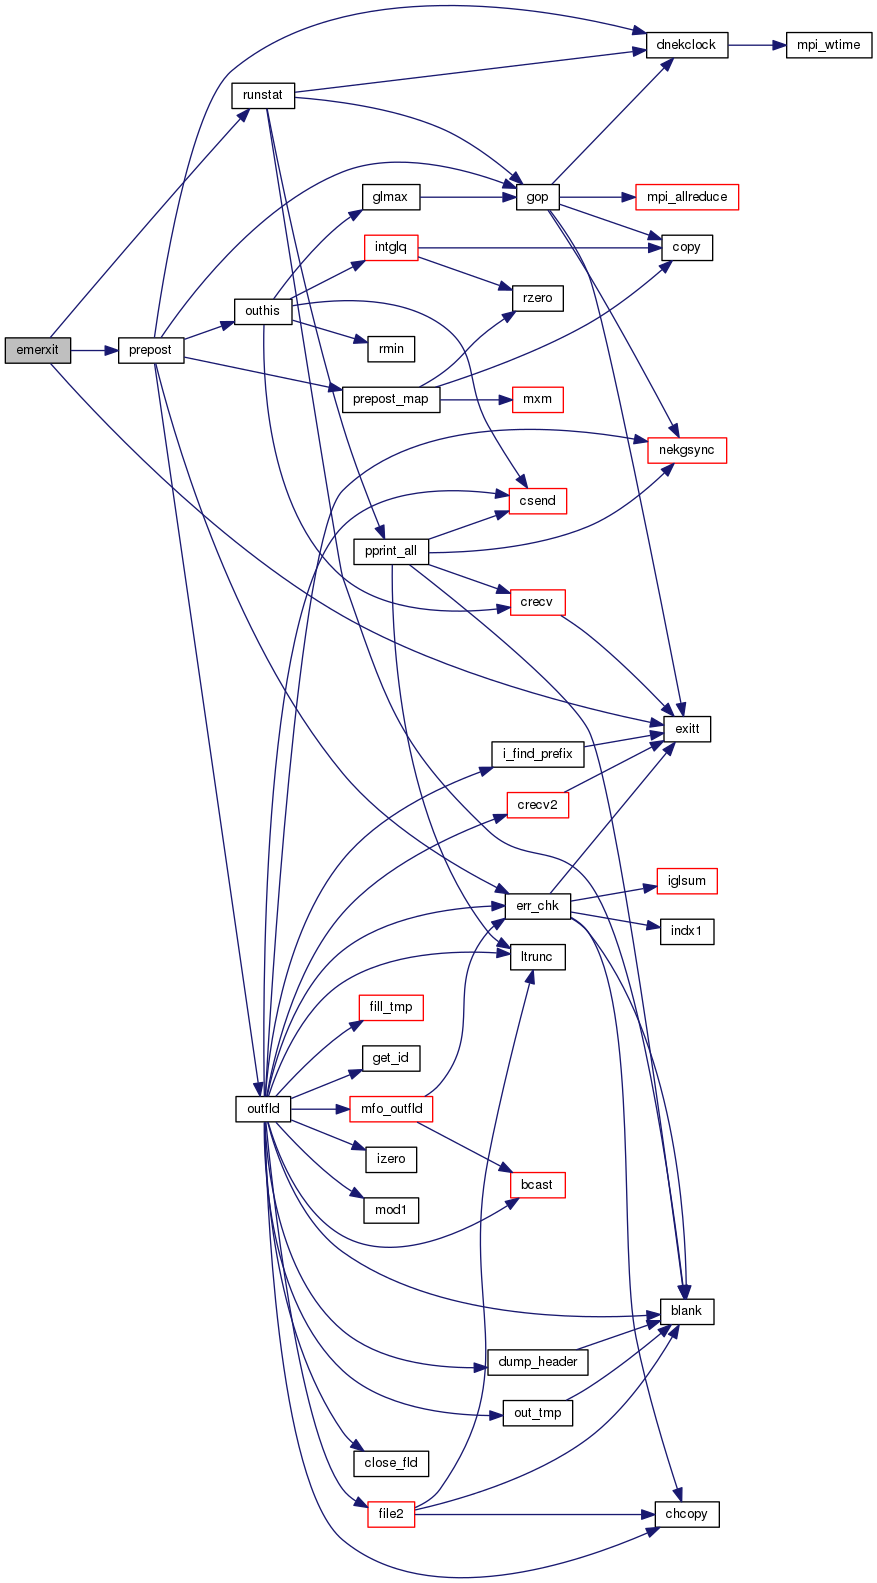 dnekclock
mpi_wtime
runstat
glmax
gop
mpi_allreduce
intglq
copy
rzero
outhis
rmin
emerxit
prepost
prepost_map
mxm
nekgsync
csend
pprint_all
crecv
exitt
i_find_prefix
crecv2
iglsum
err_chk
indx1
ltrunc
fill_tmp
get_id
outfld
mfo_outfld
izero
bcast
mod1
blank
dump_header
out_tmp
close_fld
file2
chcopy